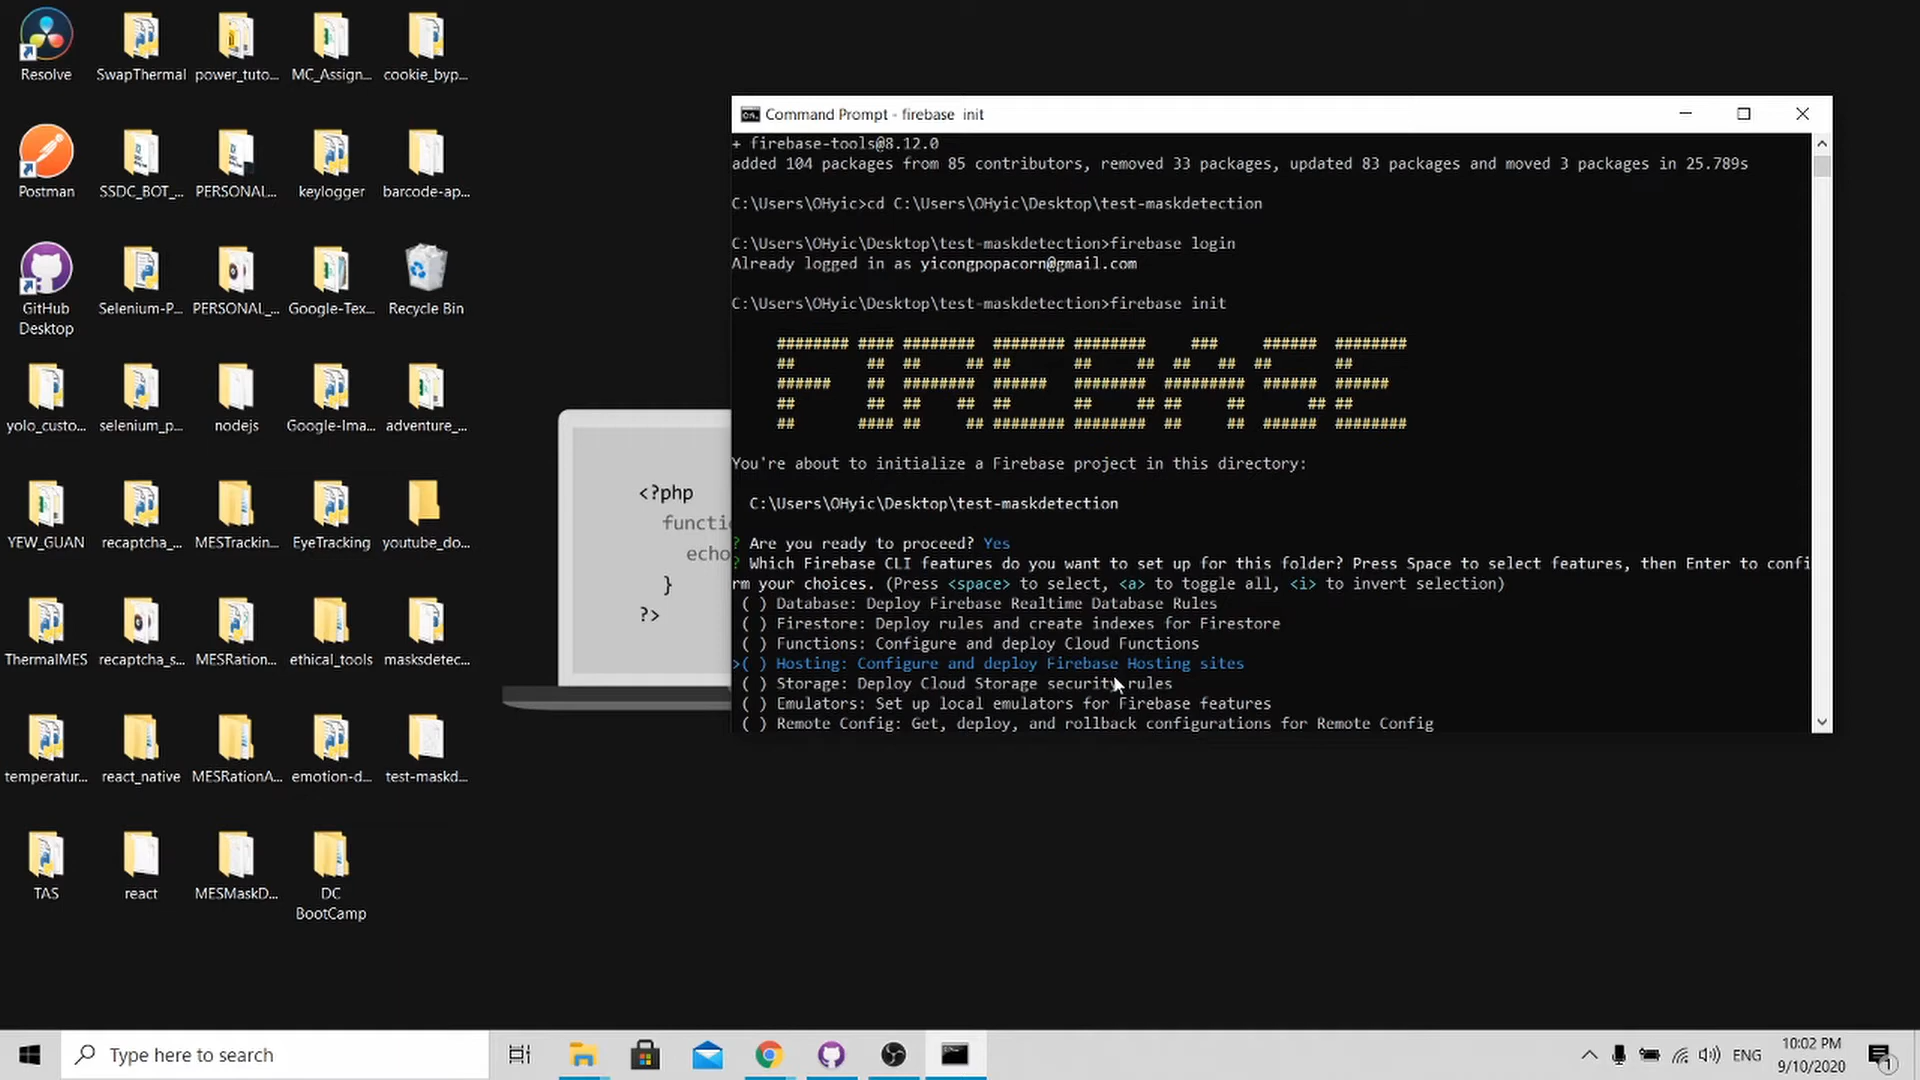 Resolve
SwapThermal
power_tuto...
MC_Assign...
cookie_byp...
Postman
SSDC_BOT_...
PERSONAL...
keylogger
barcode-ap...
GitHub
Desktop
Selenium-P...
PERSONAL_...
Google-Tex...
Recycle Bin
yolo_custo...
selenium_p...
nodejs
Google-Ima...
adventure_...
YEW_GUAN
recaptcha_...
MESTrackin...
EyeTracking
youtube_do...
ThermalMES
recaptcha_s...
MESRation...
ethical_tools
masksdetec...
temperatur...
react_native
MESRationA...
emotion-d...
test-maskd...
TAS
react
MESMaskD...
DC
BootCamp
<?php
functi
echo
}
?>
Command Prompt - firebase  init
+ firebase-tools@8.12.0
added 104 packages from 85 contributors, removed 33 packages, updated 83 packages and moved 3 packages in 25.789s
C:\Users\OHyic>cd C:\Users\OHyic\Desktop\test-maskdetection
C:\Users\OHyic\Desktop\test-maskdetection>firebase login
Already logged in as yicongpopacorn@gmail.com
C:\Users\OHyic\Desktop\test-maskdetection>firebase init
FIREBASE
You're about to initialize a Firebase project in this directory:
C:\Users\OHyic\Desktop\test-maskdetection
? Are you ready to proceed? Yes
? Which Firebase CLI features do you want to set up for this folder? Press Space to select features, then Enter to confi
rm your choices. (Press <space> to select, <a> to toggle all, <i> to invert selection)
( ) Database: Deploy Firebase Realtime Database Rules
( ) Firestore: Deploy rules and create indexes for Firestore
( ) Functions: Configure and deploy Cloud Functions
>( ) Hosting: Configure and deploy Firebase Hosting sites
( ) Storage: Deploy Cloud Storage security rules
( ) Emulators: Set up local emulators for Firebase features
( ) Remote Config: Get, deploy, and rollback configurations for Remote Config
Type here to search
ENG
10:02 PM
9/10/2020
1